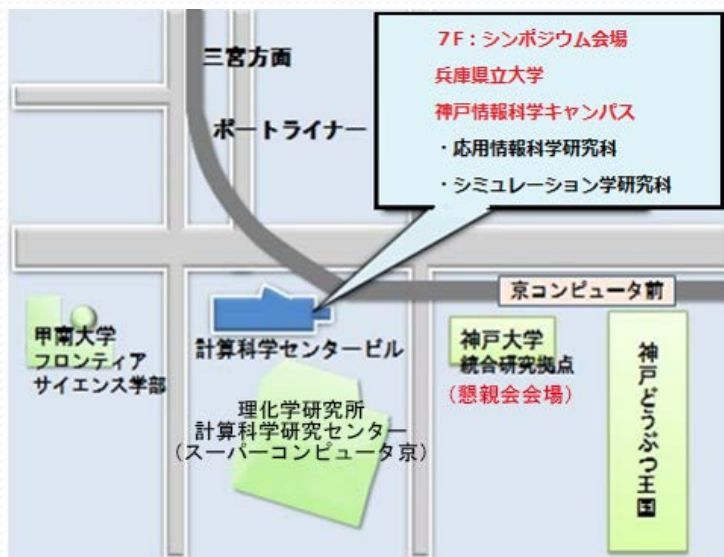 三宮方面
ポートライナー
7F:シンポジウム会場
兵庫県立大学
神戸情報科学キャンパス
・応用情報科学研究科
・シミュレーション学研究科
京コンピュータ前
甲南大学
フロンティア
サイエンス学部
計算科学センタービル
理化学研究所
計算科学研究センター
(スーパーコンピュータ京)
神戸大学
統合研究拠点
(懇親会会場)
神戸どうぶつ王国